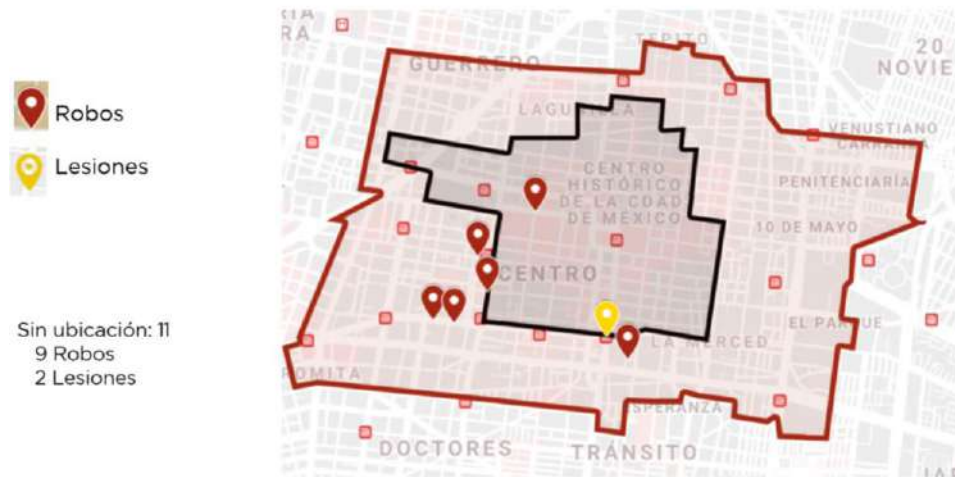 Robos
Lesiones
Sin ubicación: 11
9 Robos
2 Lesiones
TEPITO
20
GUERRERO
LAGUNILLA
VENUSTIANO
CARRANZA
CENTRO
HISTÓRICO
DE LA CDAD
DE MÉXICO
PENITENCIARÍA
10 DE MAYO
CENTRO
EL PARQUE
LA MERCED
ROMITA
ESPERANZA
DOCTORES
TRÁNSITO